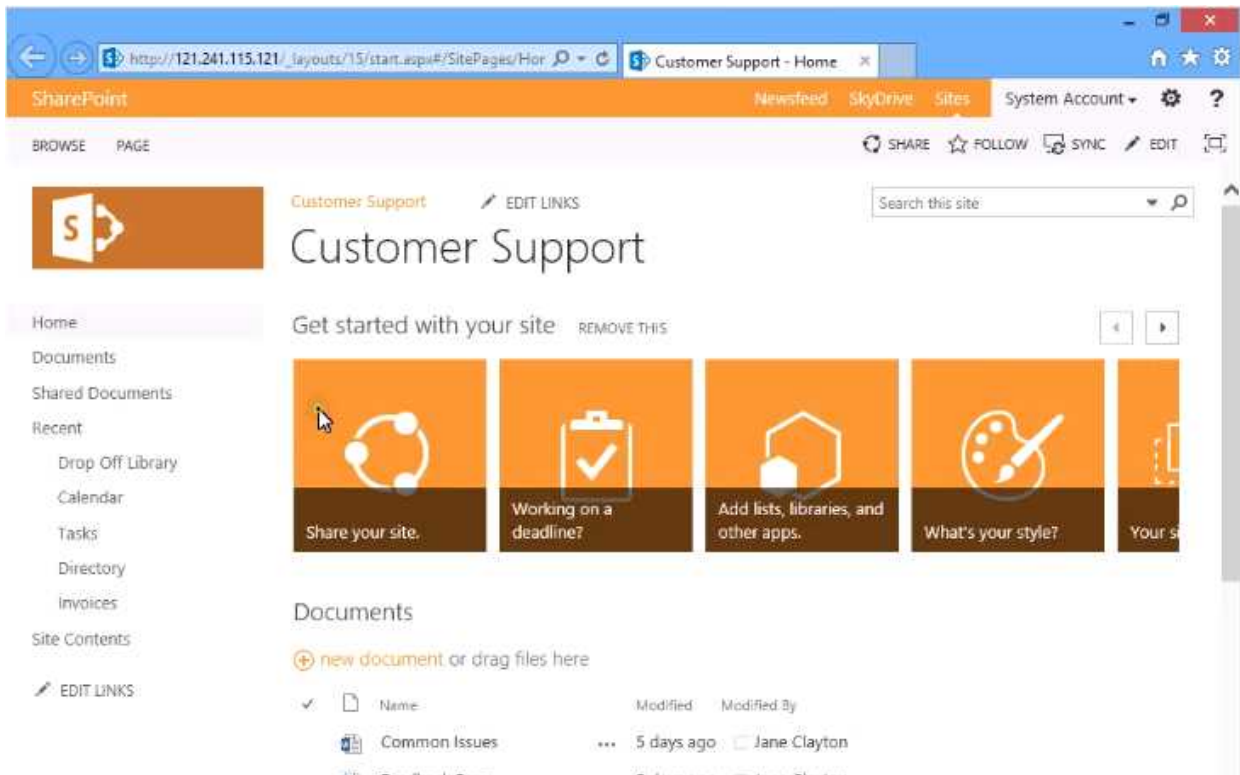 http://121.241.115.121/_layouts/15/start.aspx#/SitePages/Hor
Customer Support - Home
SharePoint
Newsfeed SkyDrive Sites System Account ?
BROWSE PAGE
SHARE FOLLOW SYNC EDIT
S
Customer Support EDIT LINKS
Search this site
Customer Support
Home
Documents
Shared Documents
Recent
Drop Off Library
Calendar
Tasks
Directory
Invoices
Site Contents
EDIT LINKS
Get started with your site REMOVE THIS
Share your site.
Working on a
deadline?
Add lists, libraries, and
other apps.
What's your style?
Your si
Documents
new document or drag files here
Name Modified Modified By
Common Issues ... 5 days ago Jane Clayton